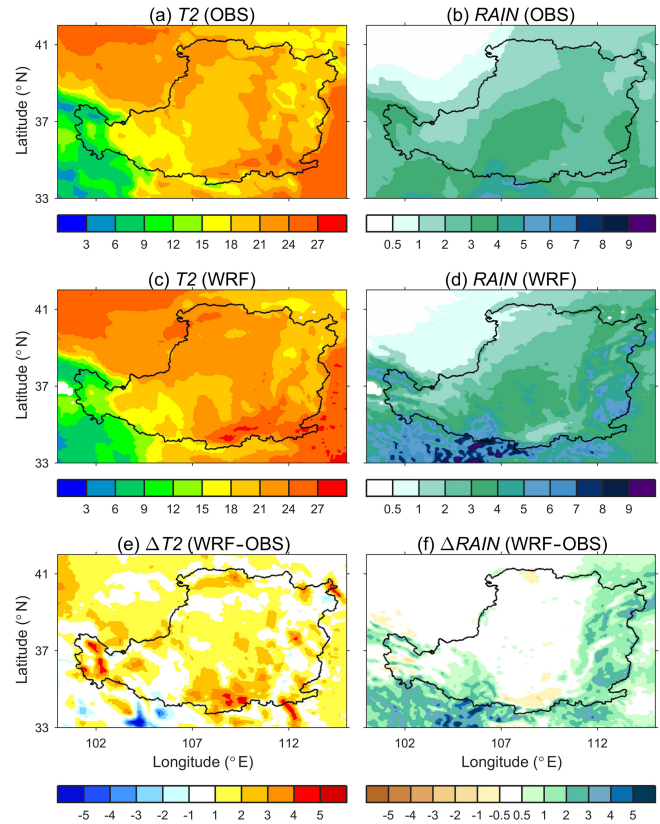 (a) T2 (OBS)
(b) RAIN (OBS)
Latitude (°N)
41
37
33
3 6 9 12 15 18 21 24 27
0.5 1 2 3 4 5 6 7 8 9
(c) T2 (WRF)
(d) RAIN (WRF)
Latitude (°N)
41
37
33
3 6 9 12 15 18 21 24 27
0.5 1 2 3 4 5 6 7 8 9
(e) ΔT2 (WRF-OBS)
(f) ΔRAIN (WRF-OBS)
Latitude (°N)
41
37
33
102 107 112
102 107 112
Longitude (°E)
Longitude (°E)
-5 -4 -3 -2 -1 1 2 3 4 5
-5 -4 -3 -2 -1 -0.5 0.5 1 2 3 4 5